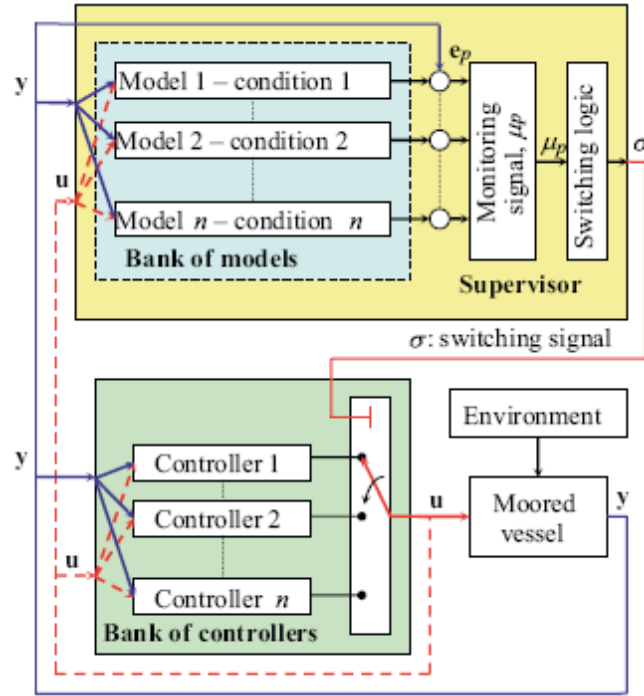 y
e_p
Model 1 – condition 1
Model 2 – condition 2
Model n – condition n
Bank of models
u
Monitoring
signal, μ_p
μ_p
Switching logic
σ
Supervisor
σ: switching signal
Environment
Moored
vessel
y
u
y
Controller 1
Controller 2
Controller n
u
Bank of controllers